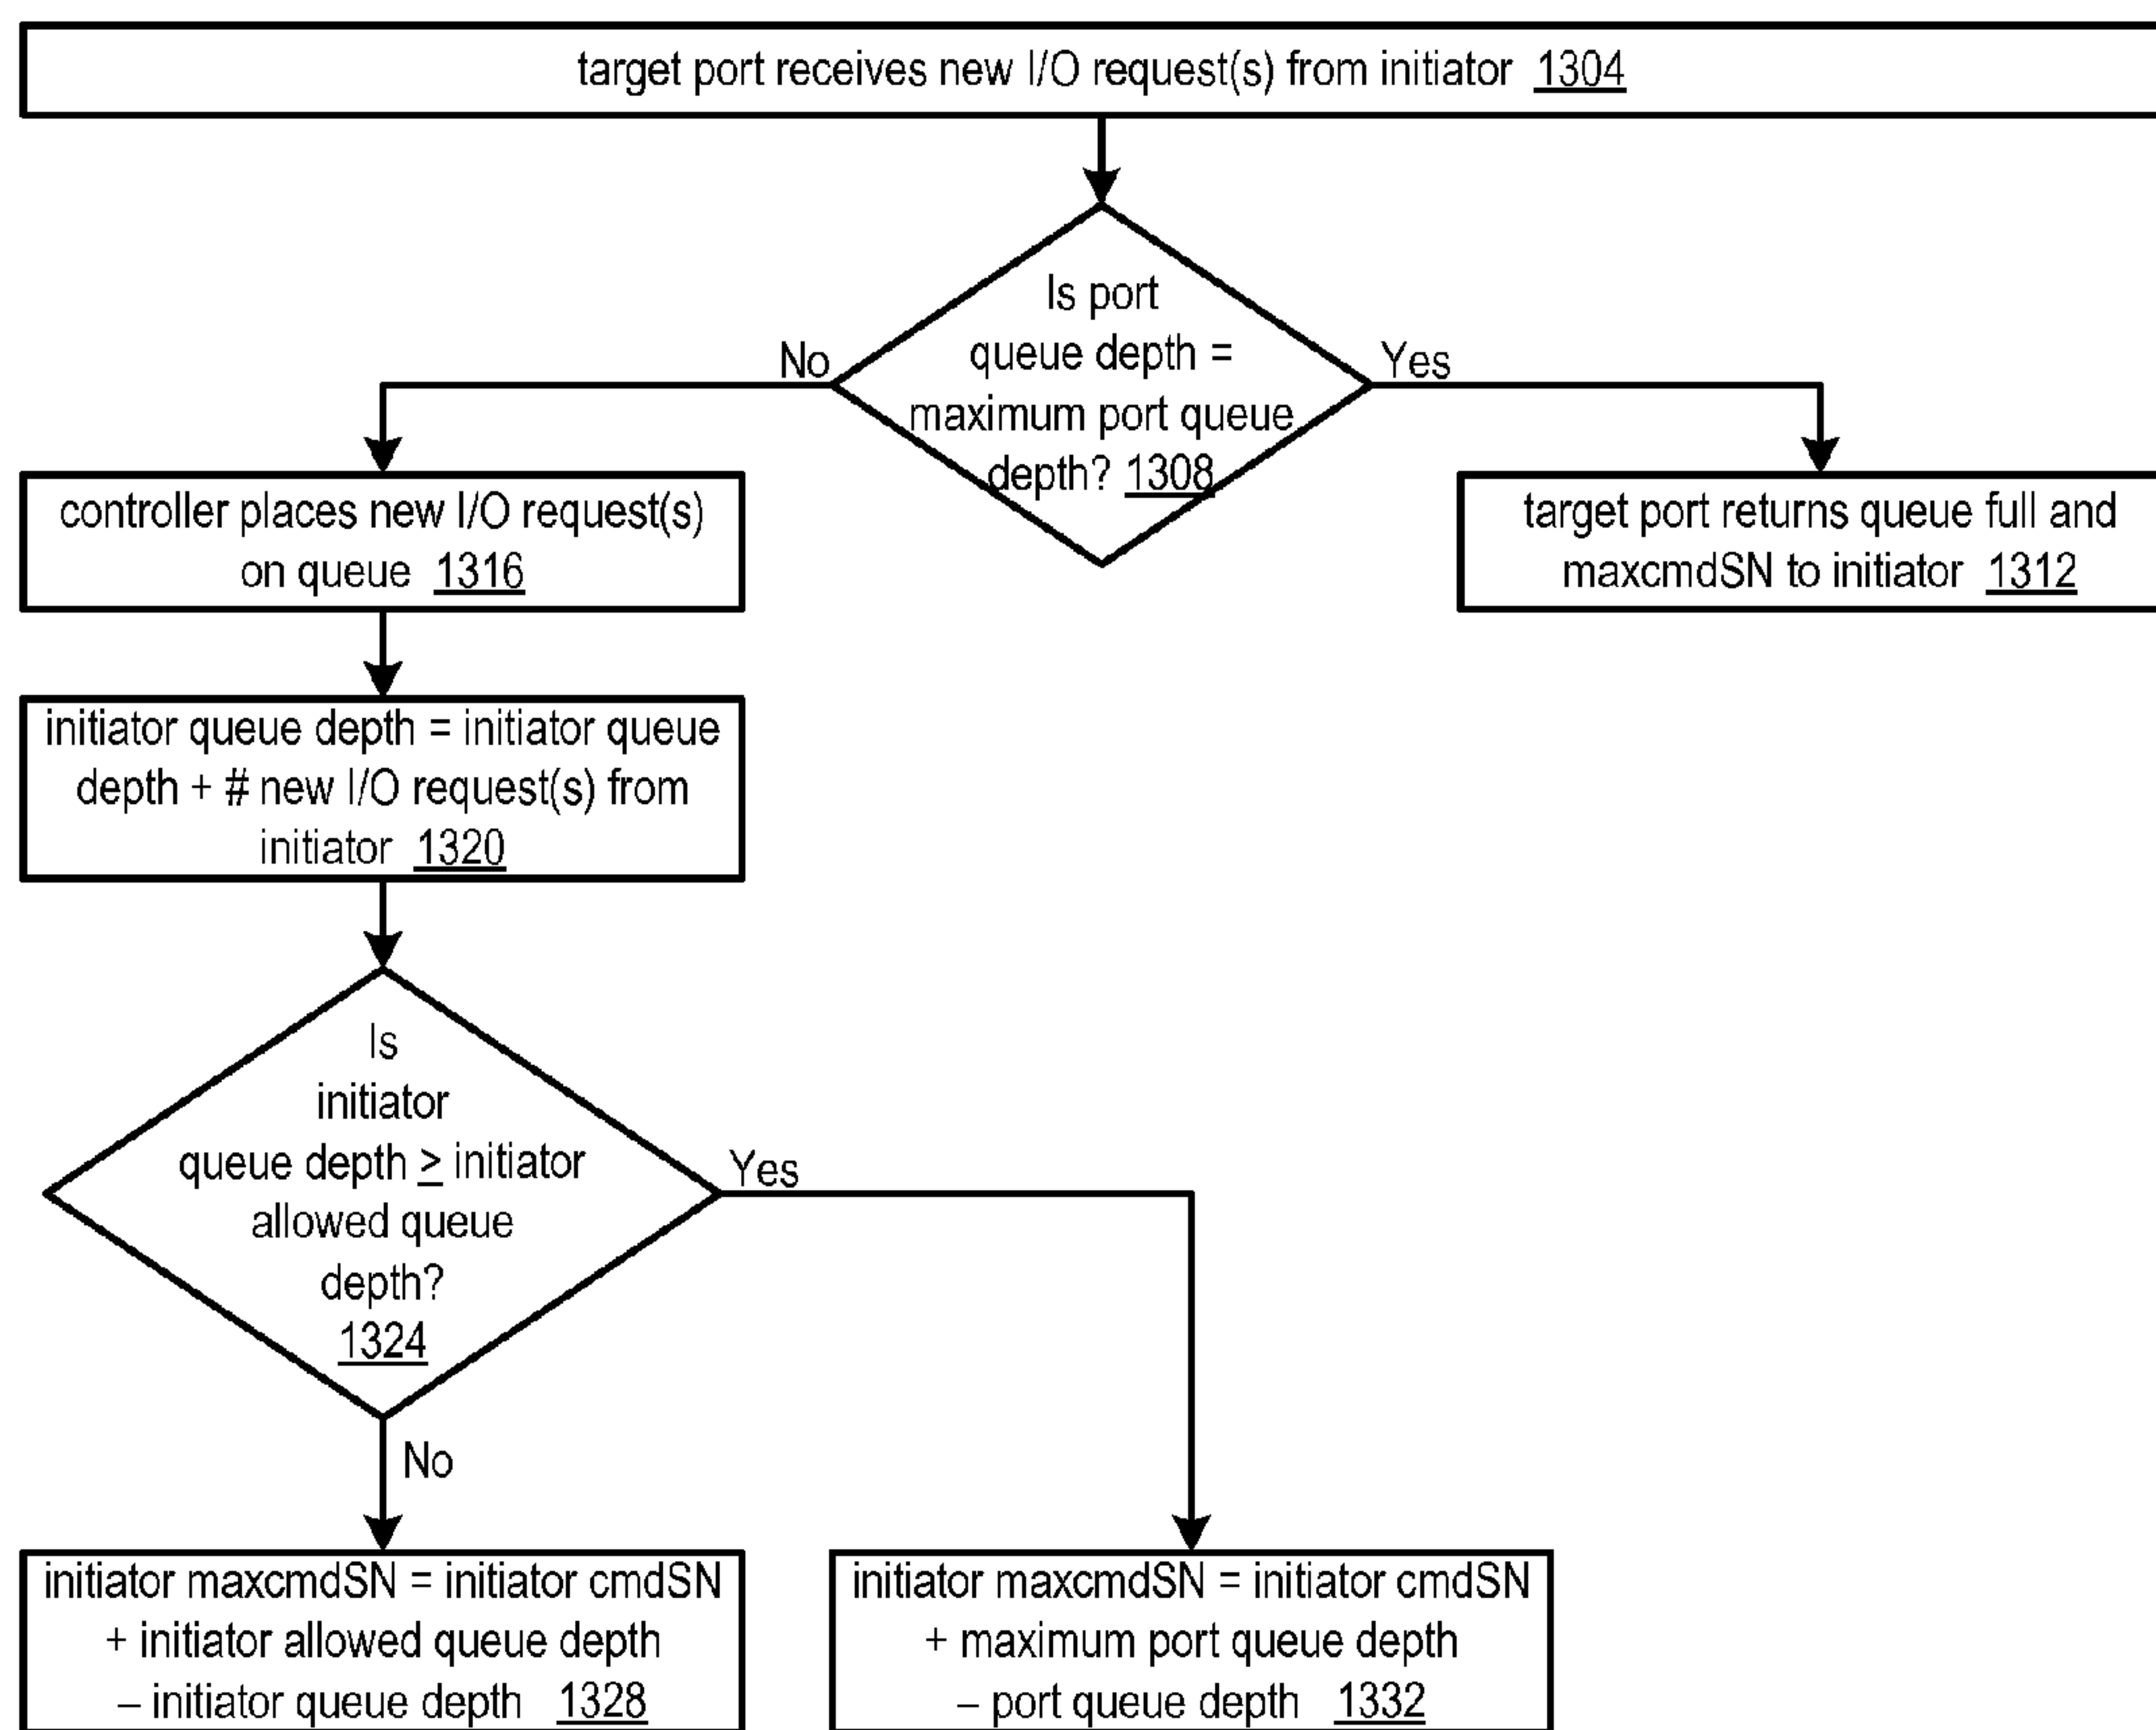 target port receives new I/O request(s) from initiator 1304
Is port
queue depth =
maximum port queue
depth? 1308
No
Yes
controller places new I/O request(s)
on queue 1316
target port returns queue full and
maxcmdSN to initiator 1312
initiator queue depth = initiator queue
depth + # new I/O request(s) from
initiator 1320
Is
initiator
queue depth ≥ initiator
allowed queue
depth?
1324
Yes
No
initiator maxcmdSN = initiator cmdSN
+ initiator allowed queue depth
– initiator queue depth 1328
initiator maxcmdSN = initiator cmdSN
+ maximum port queue depth
– port queue depth 1332